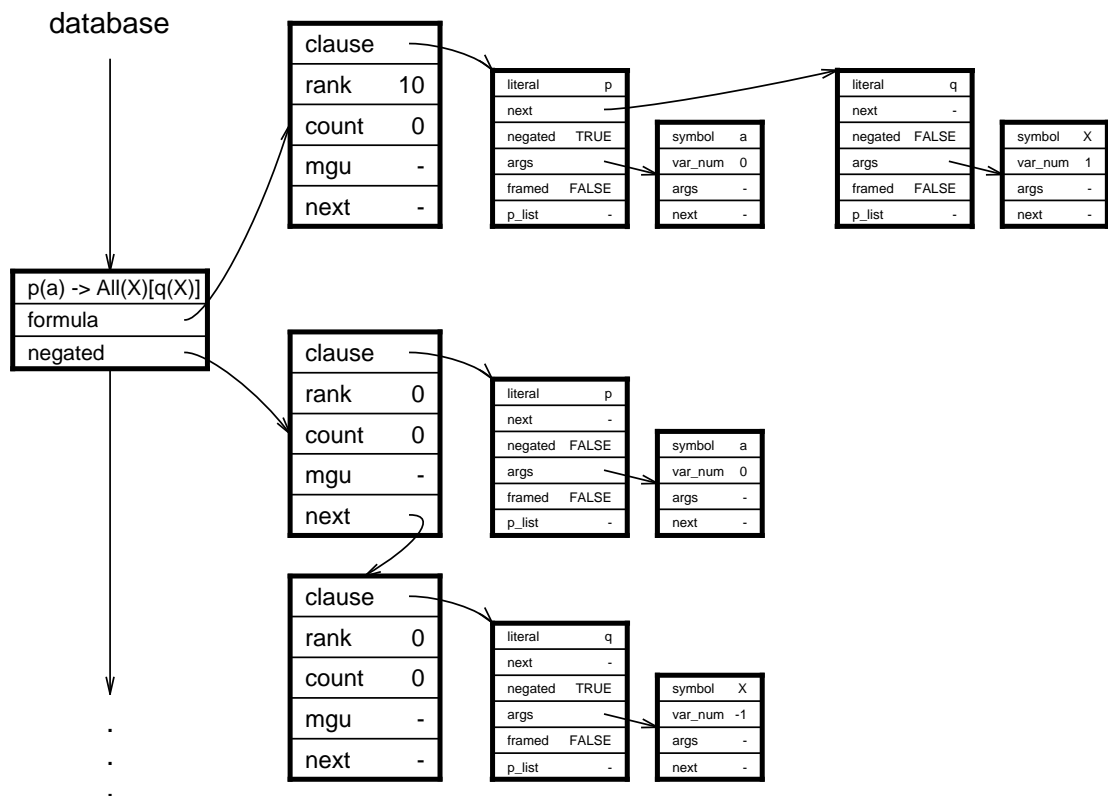 database
clause
rank 10
count 0
mgu -
next -
literal p
next
negated TRUE
args
framed FALSE
p_list -
symbol a
var_num 0
args -
next -
literal q
next -
negated FALSE
args
framed FALSE
p_list -
symbol X
var_num 1
args -
next -
p(a) -> All(X)[q(X)]
formula
negated
clause
rank 0
count 0
mgu -
next
literal p
next -
negated FALSE
args
framed FALSE
p_list -
symbol a
var_num 0
args -
next -
clause
rank 0
count 0
mgu -
next -
literal q
next -
negated TRUE
args
framed FALSE
p_list -
symbol X
var_num -1
args -
next -
.
.
.